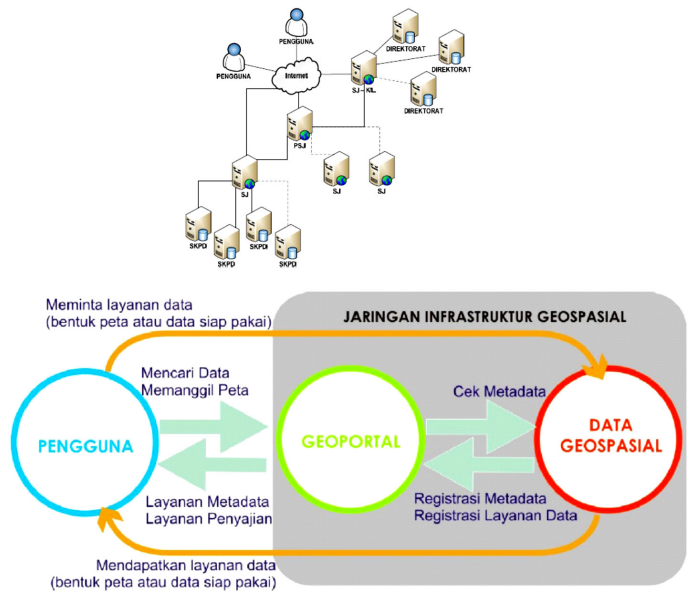 PENGGUNA
PENGGUNA
Internet
DIREKTORAT
DIREKTORAT
DIREKTORAT
SJ – K/L
PSJ
SJ
SJ
SJ
SKPD
SKPD
SKPD
SKPD
Meminta layanan data
(bentuk peta atau data siap pakai)
JARINGAN INFRASTRUKTUR GEOSPASIAL
Mencari Data
Memanggil Peta
Cek Metadata
PENGGUNA
GEOPORTAL
DATA
GEOSPASIAL
Layanan Metadata
Layanan Penyajian
Registrasi Metadata
Registrasi Layanan Data
Mendapatkan layanan data
(bentuk peta atau data siap pakai)